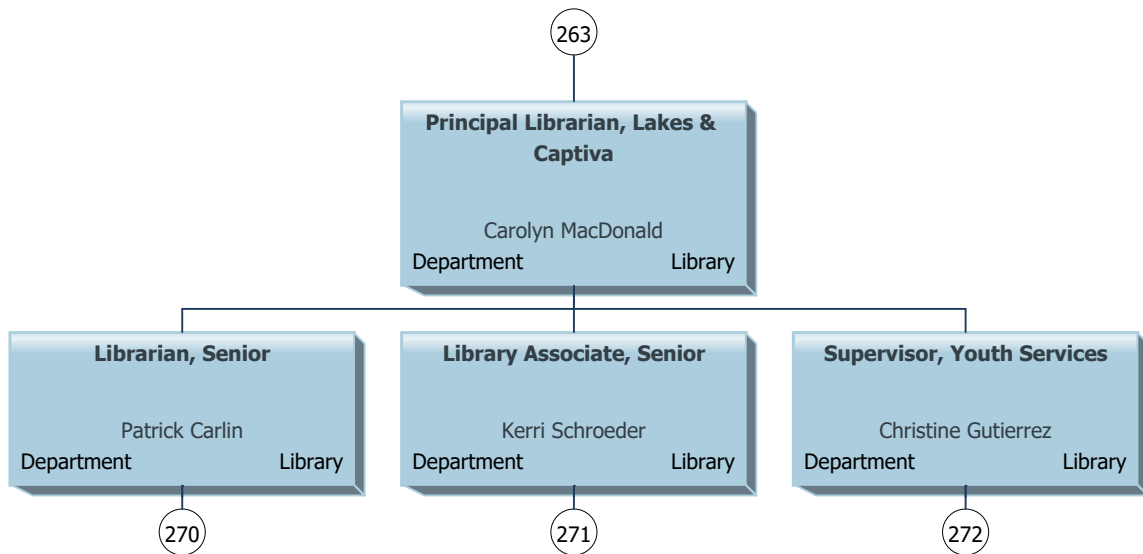 263
Principal Librarian, Lakes &
Captiva
Carolyn MacDonald
Department Library
Librarian, Senior
Patrick Carlin
Department Library
270
Library Associate, Senior
Kerri Schroeder
Department Library
271
Supervisor, Youth Services
Christine Gutierrez
Department Library
272